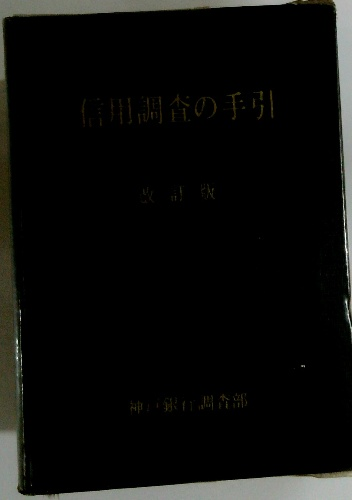 信用調査の手引
改訂版
神戸銀行調査部